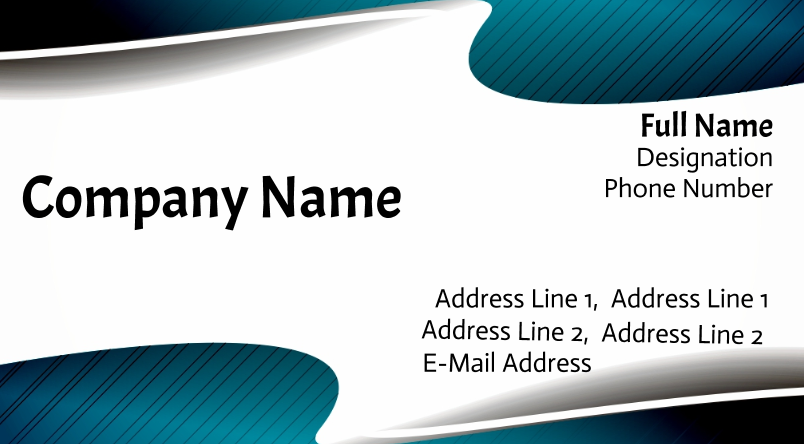 Full Name
Designation
Phone Number
Company Name
Address Line 1, Address Line 1
Address Line 2, Address Line 2
E-Mail Address